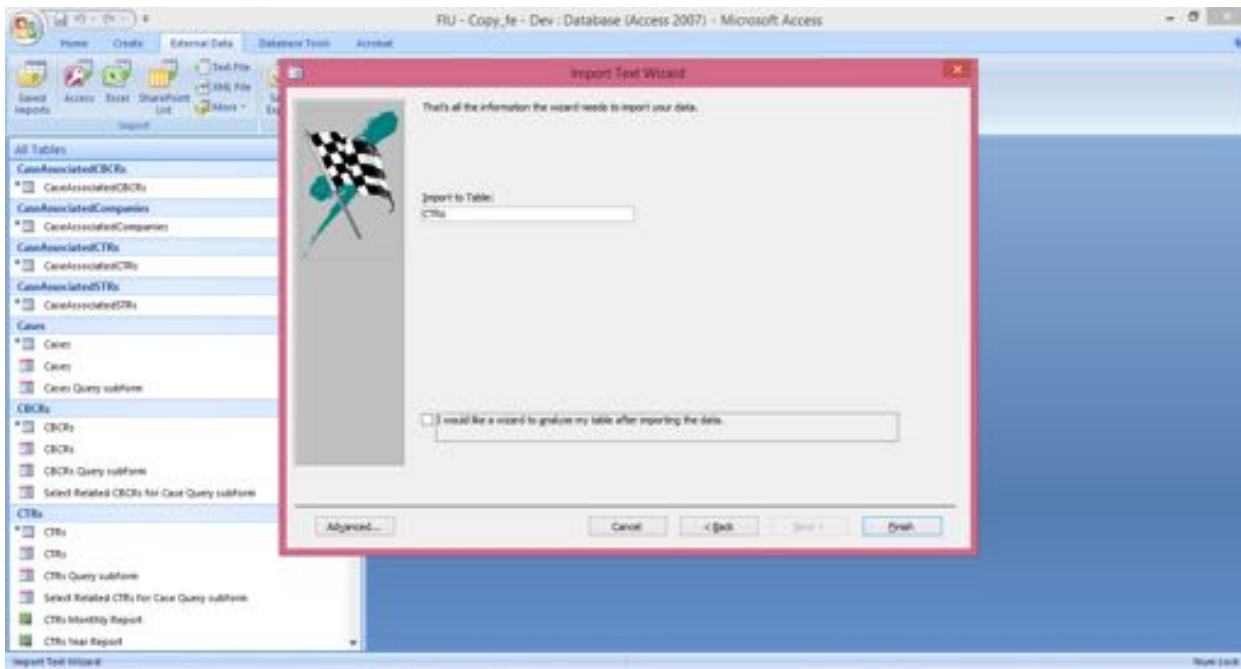 FIU - Copy_fe - Dev : Database (Access 2007) - Microsoft Access
Home Create External Data Database Tools Acrobat
Saved Imports
Access
Excel
SharePoint List
Text File
XML File
More
Import
All Tables
CaseAssociatedCBCRs
CaseAssociatedCBCRs
CaseAssociatedCompanies
CaseAssociatedCompanies
CaseAssociatedCTRs
CaseAssociatedCTRs
CaseAssociatedSTRs
CaseAssociatedSTRs
Cases
Cases
Cases
Cases Query subform
CBCRs
CBCRs
CBCRs
CBCRs Query subform
Select Related CBCRs for Case Query subform
CTRs
CTRs
CTRs
CTRs Query subform
Select Related CTRs for Case Query subform
CTRs Monthly Report
CTRs Year Report
Import Text Wizard
That's all the information the wizard needs to import your data.
Import to Table:
CTRs
I would like a wizard to analyze my table after importing the data.
Advanced... Cancel < Back Next > Finish
Import Text Wizard
Num Lock